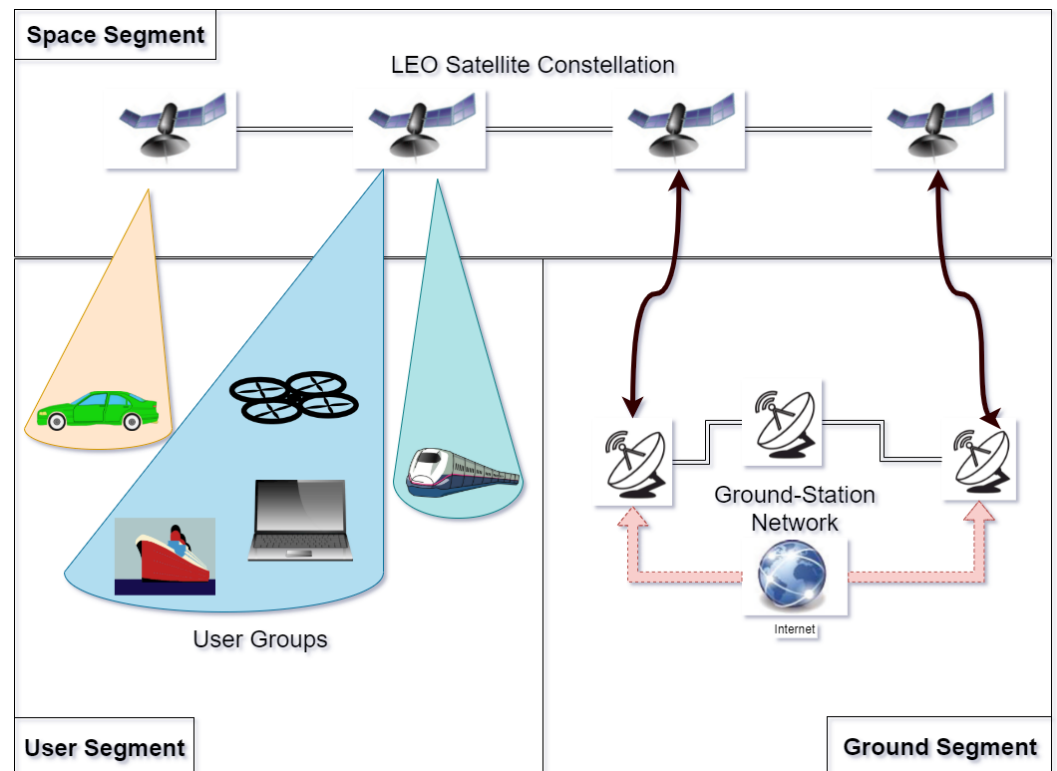 Space Segment
LEO Satellite Constellation
Ground-Station
Network
Internet
User Groups
User Segment
Ground Segment